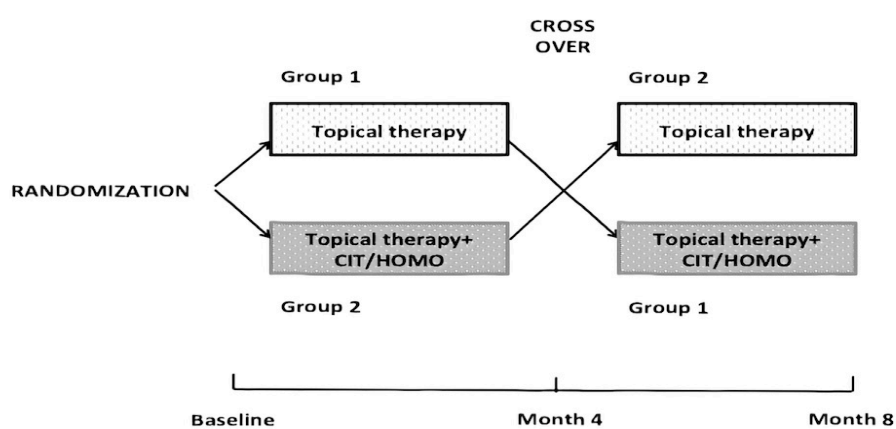 CROSS
OVER
Group 1
Group 2
Topical therapy
Topical therapy
RANDOMIZATION
Topical therapy+
CIT/HOMO
Topical therapy+
CIT/HOMO
Group 2
Group 1
Baseline
Month 4
Month 8